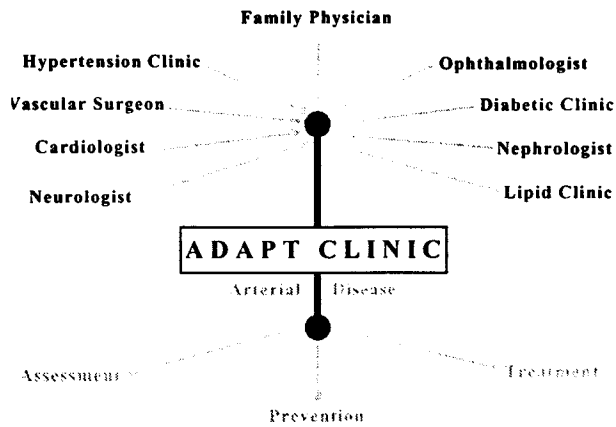 Family Physician
Hypertension Clinic Ophthalmologist
Vascular Surgeon Diabetic Clinic
Cardiologist Nephrologist
Neurologist Lipid Clinic
ADAPT CLINIC
Arterial Disease
Assessment Treatment
Prevention